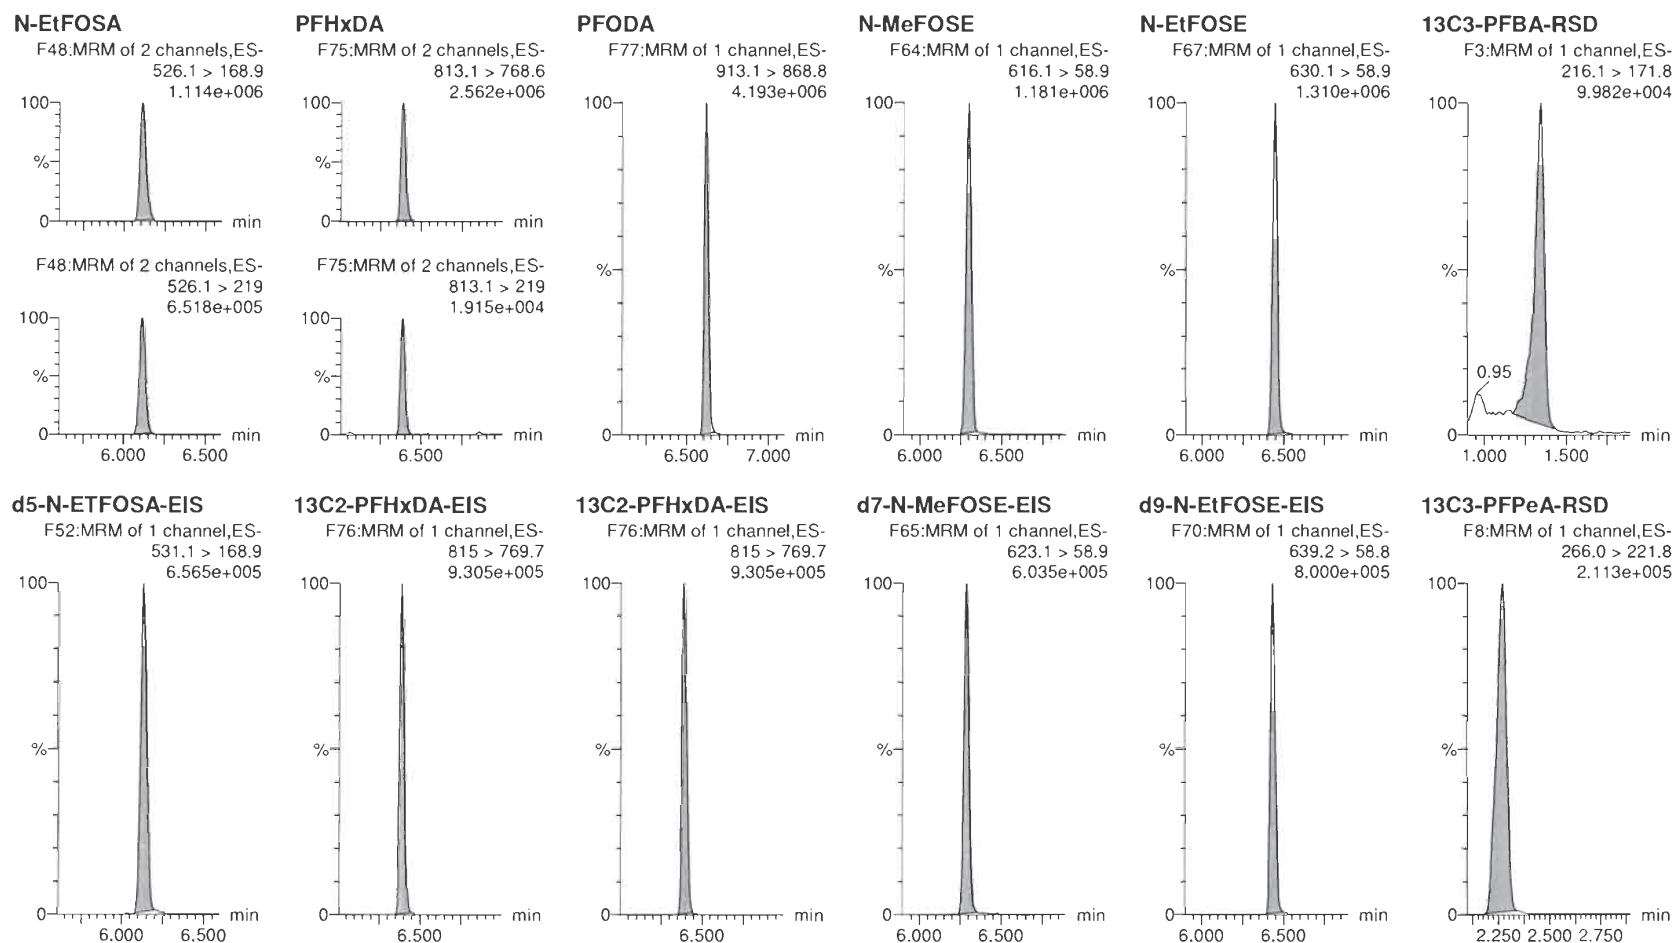 N-EtFOSA
F48:MRM of 2 channels,ES-
526.1 > 168.9
1.114e+006
100
%
0
min
F48:MRM of 2 channels,ES-
526.1 > 219
6.518e+005
100
%
0
min
6.000 6.500
PFHxDA
F75:MRM of 2 channels,ES-
813.1 > 768.6
2.562e+006
100
%
0
min
F75:MRM of 2 channels,ES-
813.1 > 219
1.915e+004
100
%
0
min
6.500
PFODA
F77:MRM of 1 channel,ES-
913.1 > 868.8
4.193e+006
100
%
0
min
6.500 7.000
N-MeFOSE
F64:MRM of 1 channel,ES-
616.1 > 58.9
1.181e+006
100
%
0
min
6.000 6.500
N-EtFOSE
F67:MRM of 1 channel,ES-
630.1 > 58.9
1.310e+006
100
%
0
min
6.000 6.500
13C3-PFBA-RSD
F3:MRM of 1 channel,ES-
216.1 > 171.8
9.982e+004
100
%
0.95
0
min
1.000 1.500
d5-N-ETFOSA-EIS
F52:MRM of 1 channel,ES-
531.1 > 168.9
6.565e+005
100
%
0
min
6.000 6.500
13C2-PFHxDA-EIS
F76:MRM of 1 channel,ES-
815 > 769.7
9.305e+005
100
%
0
min
6.500
13C2-PFHxDA-EIS
F76:MRM of 1 channel,ES-
815 > 769.7
9.305e+005
100
%
0
min
6.500
d7-N-MeFOSE-EIS
F65:MRM of 1 channel,ES-
623.1 > 58.9
6.035e+005
100
%
0
min
6.000 6.500
d9-N-EtFOSE-EIS
F70:MRM of 1 channel,ES-
639.2 > 58.8
8.000e+005
100
%
0
min
6.000 6.500
13C3-PFPeA-RSD
F8:MRM of 1 channel,ES-
266.0 > 221.8
2.113e+005
100
%
0
min
2.250 2.500 2.750